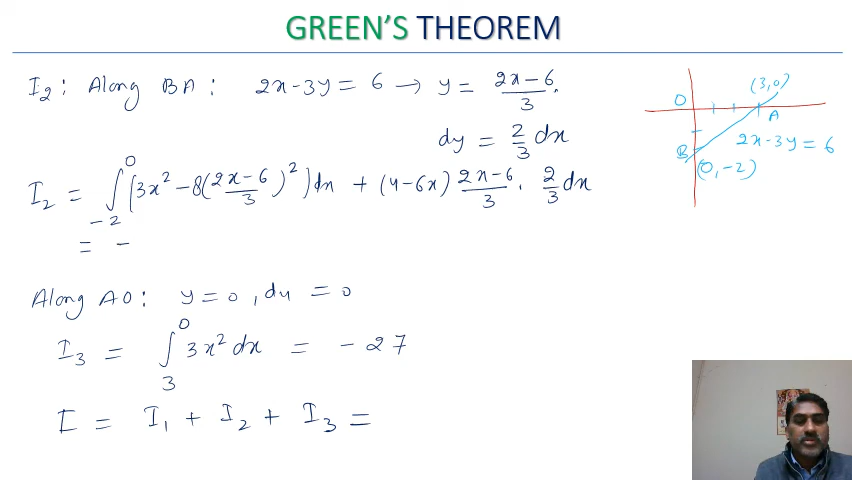 GREEN'S THEOREM
I₂ : Along BA : 2x - 3y = 6 → y = (2x-6)/3 .
dy = 2/3 dx
I₂ = ∫_{-2}^{0} (3x² - 8((2x-6)/3)²) dx + (4-6x) (2x-6)/3 . 2/3 dx
= -
Along AO : y = 0 , dy = 0
I₃ = ∫_{3}^{0} 3x² dx = - 27
I = I₁ + I₂ + I₃ =
(3,0)
O
A
B
2x-3y = 6
(0, -2)